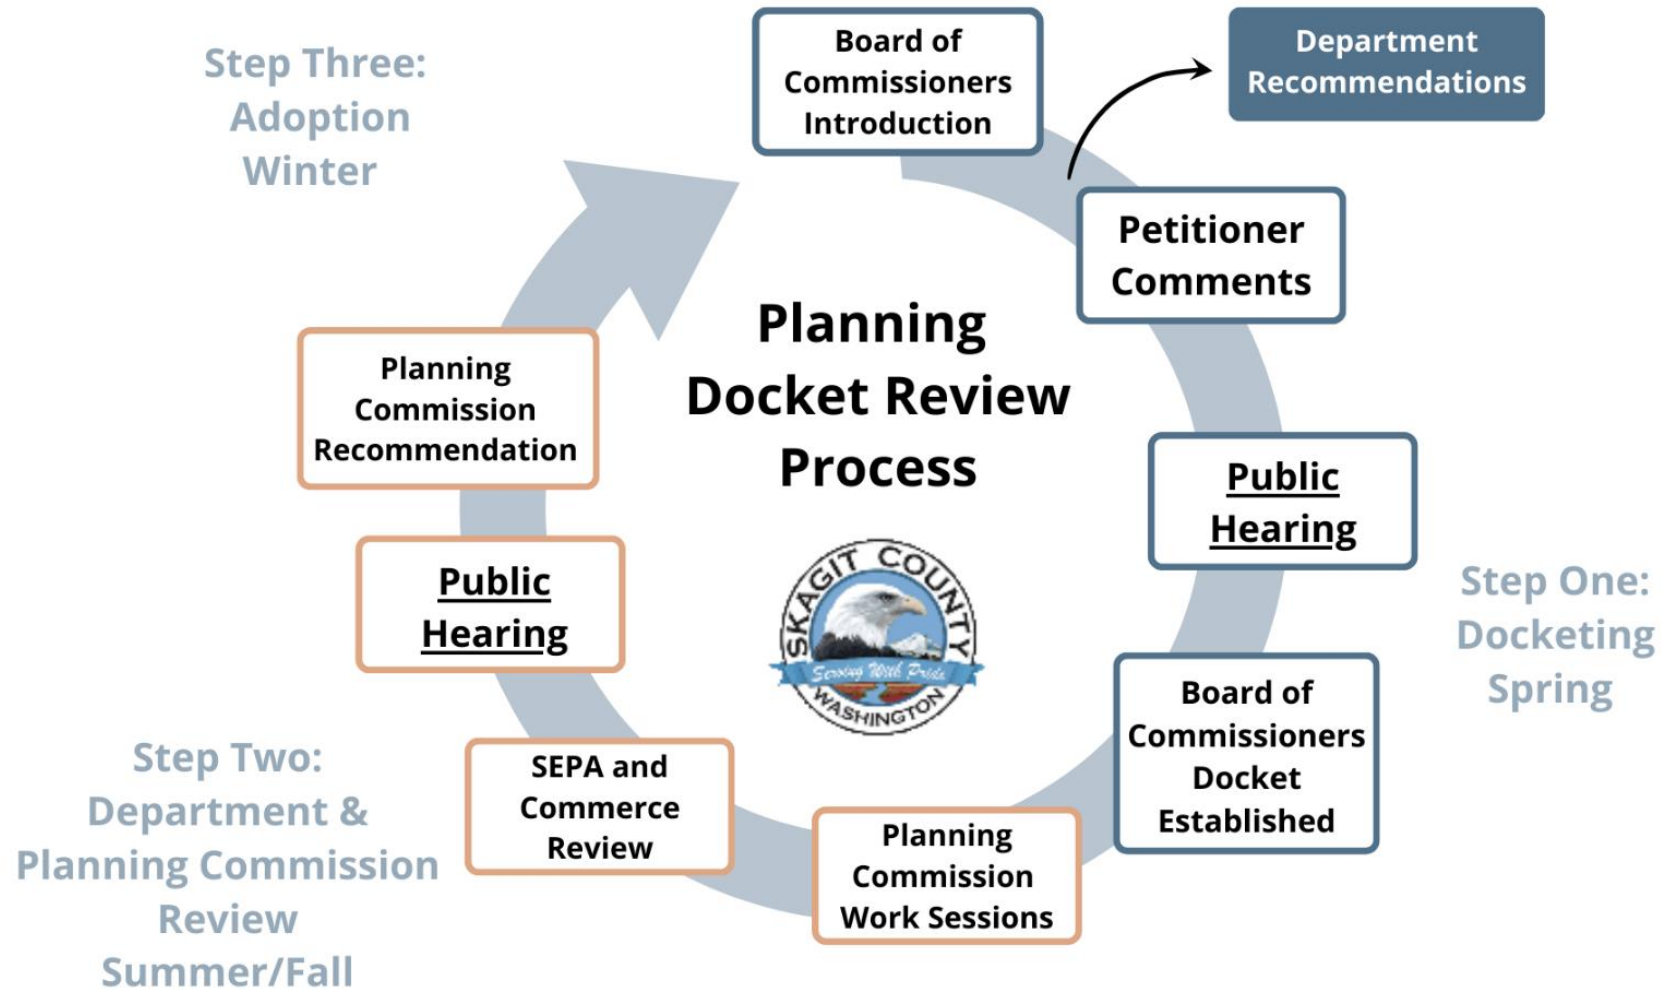 Step Three:
Adoption
Winter
Board of
Commissioners
Introduction
Department
Recommendations
Petitioner
Comments
Planning
Docket Review
Process
Public
Hearing
Step One:
Docketing
Spring
Board of
Commissioners
Docket
Established
Planning
Commission
Work Sessions
SEPA and
Commerce
Review
Public
Hearing
Planning
Commission
Recommendation
Step Two:
Department &
Planning Commission
Review
Summer/Fall
SKAGIT COUNTY
Serving With Pride
WASHINGTON